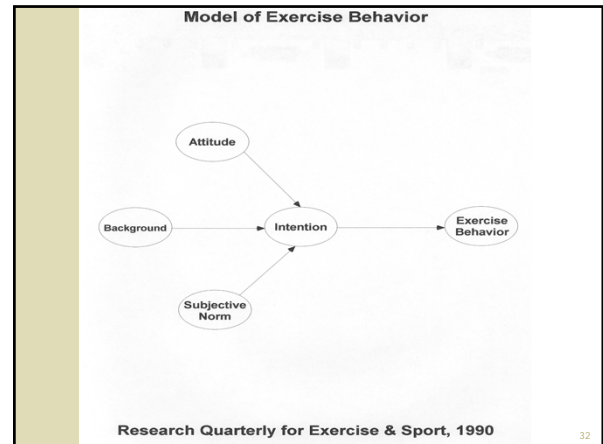 Model of Exercise Behavior
Attitude
Background
Intention
Exercise
Behavior
Subjective
Norm
Research Quarterly for Exercise & Sport, 1990
32